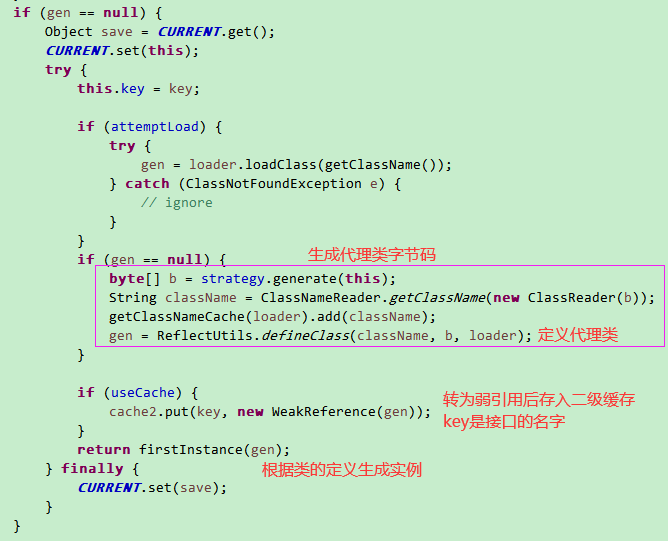 if (gen == null) {
Object save = CURRENT.get();
CURRENT.set(this);
try {
this.key = key;
if (attemptLoad) {
try {
gen = loader.loadClass(getClassName());
} catch (ClassNotFoundException e) {
// ignore
}
}
if (gen == null) {
生成代理类字节码
byte[] b = strategy.generate(this);
String className = ClassNameReader.getClassName(new ClassReader(b));
getClassNameCache(loader).add(className);
gen = ReflectUtils.defineClass(className, b, loader); 定义代理类
}
if (useCache) {
cache2.put(key, new WeakReference(gen));
转为弱引用后存入二级缓存
key是接口的名字
}
return firstInstance(gen);
} finally {
根据类的定义生成实例
CURRENT.set(save);
}
}